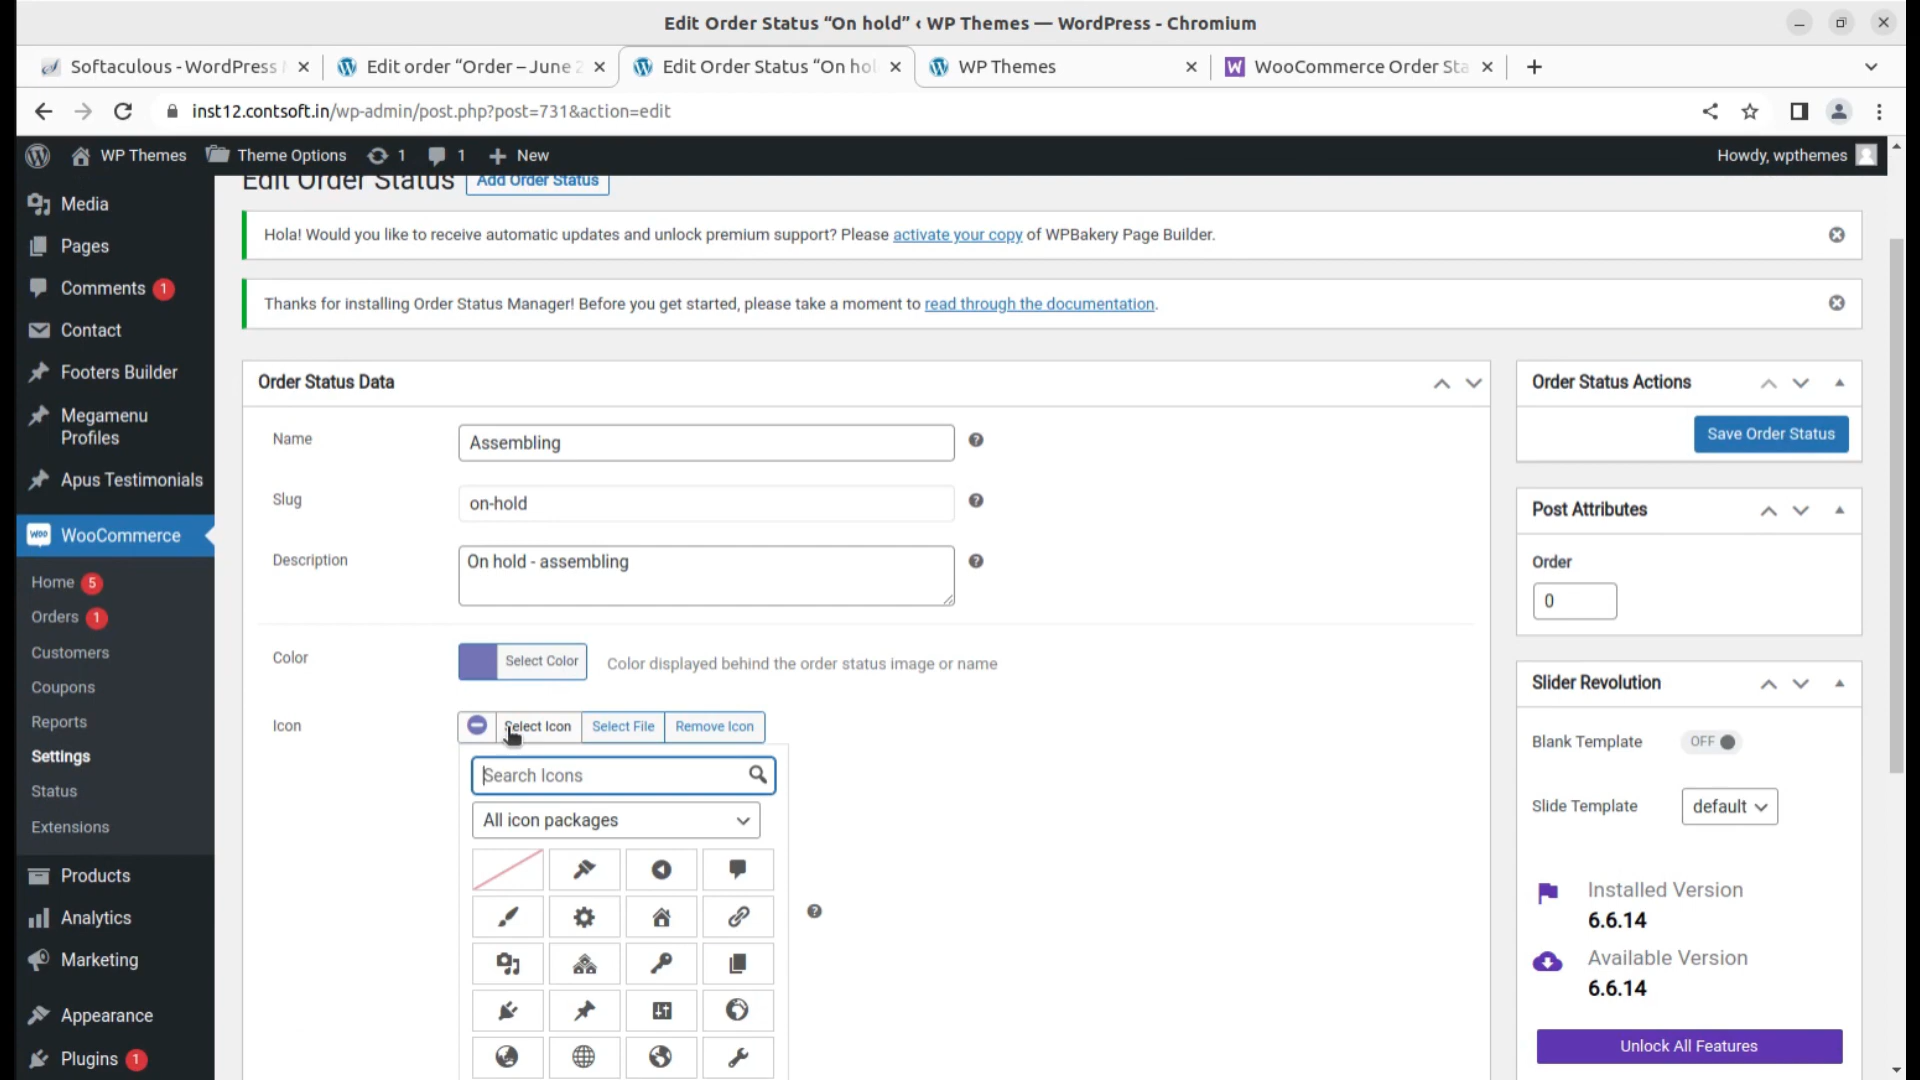 Edit Order Status “On hold” ‹ WP Themes — WordPress - Chromium
Softaculous - WordPress
Edit order “Order – June 2
Edit Order Status “On hol
WP Themes
WooCommerce Order Sta
inst12.contsoft.in/wp-admin/post.php?post=731&action=edit
WP Themes
Theme Options
1
1
New
Howdy, wpthemes
Media
Pages
Comments 1
Contact
Footers Builder
Megamenu
Profiles
Apus Testimonials
WooCommerce
Home 5
Orders 1
Customers
Coupons
Reports
Settings
Status
Extensions
Products
Analytics
Marketing
Appearance
Plugins 1
Edit Order Status
Add Order Status
Hola! Would you like to receive automatic updates and unlock premium support? Please activate your copy of WPBakery Page Builder.
Thanks for installing Order Status Manager! Before you get started, please take a moment to read through the documentation.
Order Status Data
Name
Assembling
Slug
on-hold
Description
On hold - assembling
Color
Select Color
Color displayed behind the order status image or name
Icon
Select Icon
Select File
Remove Icon
Search Icons
All icon packages
Order Status Actions
Save Order Status
Post Attributes
Order
0
Slider Revolution
Blank Template
OFF
Slide Template
default
Installed Version
6.6.14
Available Version
6.6.14
Unlock All Features